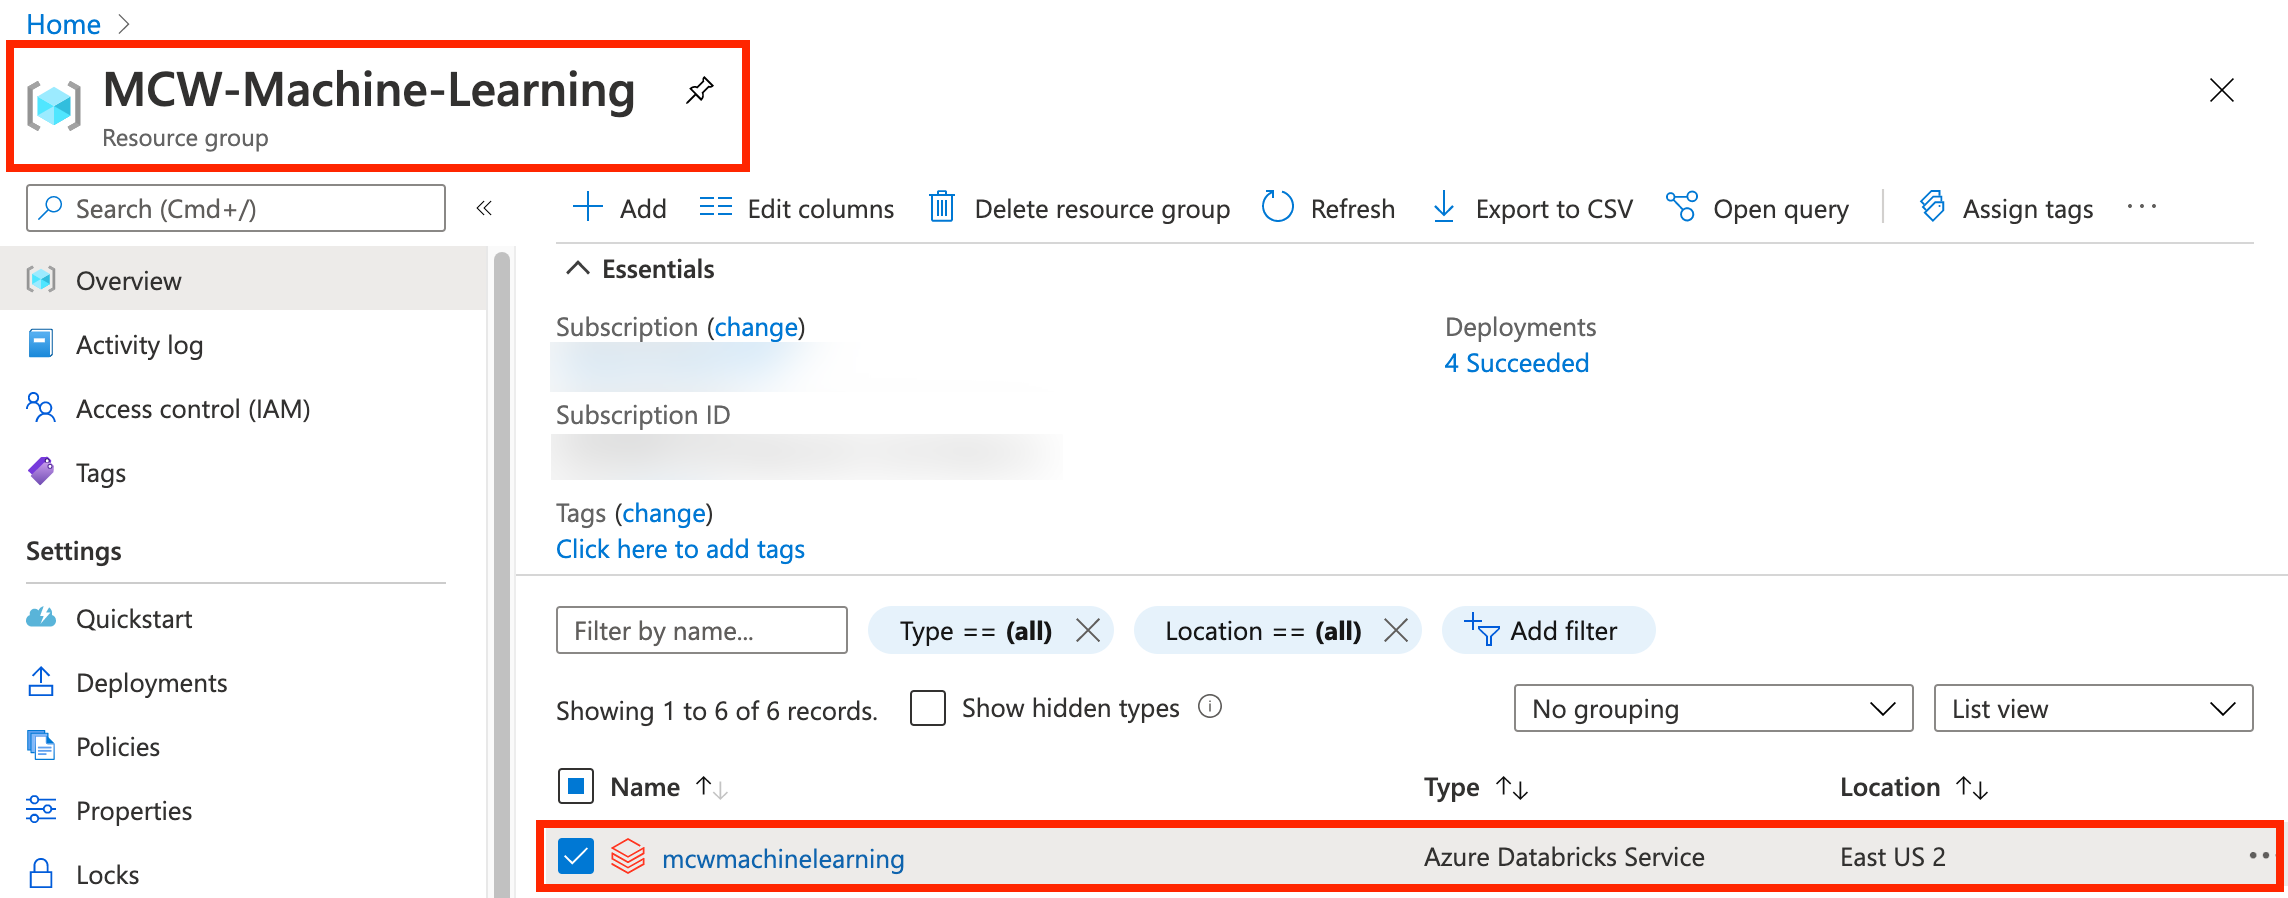 Home >
MCW-Machine-Learning
Resource group
Search (Cmd+/)
«
Add
Edit columns
Delete resource group
Refresh
Export to CSV
Open query
Assign tags
...
Overview
Activity log
Access control (IAM)
Tags
Settings
Quickstart
Deployments
Policies
Properties
Locks
Essentials
Subscription (change)
Deployments
4 Succeeded
Subscription ID
Tags (change)
Click here to add tags
Filter by name...
Type == (all)
Location == (all)
Add filter
Showing 1 to 6 of 6 records.
Show hidden types
No grouping
List view
Name ↑↓
Type ↑↓
Location ↑↓
mcwmachinelearning
Azure Databricks Service
East US 2